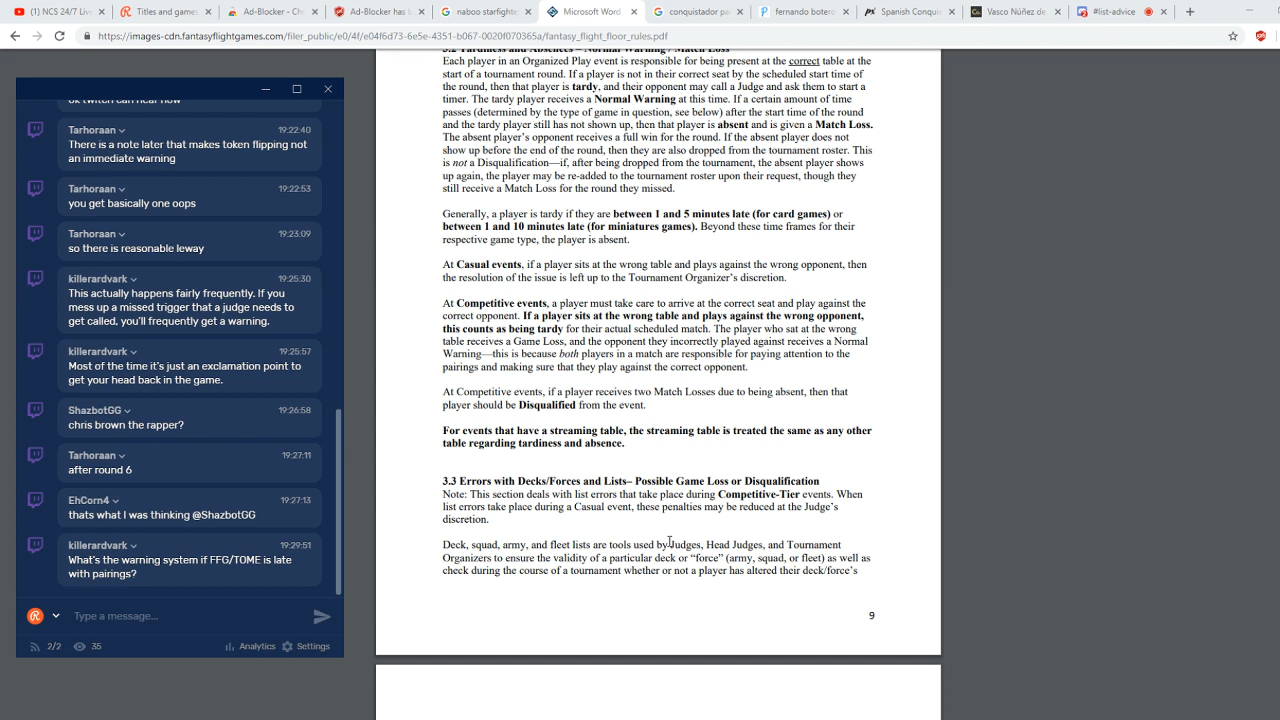 (1) NCS 24/7 Live
Titles and games
Ad-Blocker - Chr
Ad-Blocker has b
naboo starfighte
Microsoft Word
conquistador pa
fernando botero
Spanish Conquis
Vasco Núñez de
#list-advice
https://images-cdn.fantasyflightgames.com/filer_public/e0/4f/e04f6d73-6e5e-4351-b067-0020f070365a/fantasy_flight_floor_rules.pdf
ok twitch can hear now
Tarhoraan 19:22:40
There is a note later that makes token flipping not
an immediate warning
Tarhoraan 19:22:53
you get basically one oops
Tarhoraan 19:23:09
so there is reasonable leway
killerardvark 19:25:30
This actually happens fairly frequently. If you
mess up a missed trigger that a judge needs to
get called, you'll frequently get a warning.
killerardvark 19:25:57
Most of the time it's just an exclamation point to
get your head back in the game.
ShazbotGG 19:26:58
chris brown the rapper?
Tarhoraan 19:27:11
after round 6
EhCorn4 19:27:13
thats what I was thinking @ShazbotGG
killerardvark 19:29:51
What's the warning system if FFG/TOME is late
with pairings?
Type a message...
2/2 35 Analytics Settings
3.2 Tardiness and Absences – Normal Warning / Match Loss
Each player in an Organized Play event is responsible for being present at the correct table at the
start of a tournament round. If a player is not in their correct seat by the scheduled start time of
the round, then that player is tardy, and their opponent may call a Judge and ask them to start a
timer. The tardy player receives a Normal Warning at this time. If a certain amount of time
passes (determined by the type of game in question, see below) after the start time of the round
and the tardy player still has not shown up, then that player is absent and is given a Match Loss.
The absent player's opponent receives a full win for the round. If the absent player does not
show up before the end of the round, then they are also dropped from the tournament roster. This
is not a Disqualification—if, after being dropped from the tournament, the absent player shows
up again, the player may be re-added to the tournament roster upon their request, though they
still receive a Match Loss for the round they missed.
Generally, a player is tardy if they are between 1 and 5 minutes late (for card games) or
between 1 and 10 minutes late (for miniatures games). Beyond these time frames for their
respective game type, the player is absent.
At Casual events, if a player sits at the wrong table and plays against the wrong opponent, then
the resolution of the issue is left up to the Tournament Organizer's discretion.
At Competitive events, a player must take care to arrive at the correct seat and play against the
correct opponent. If a player sits at the wrong table and plays against the wrong opponent,
this counts as being tardy for their actual scheduled match. The player who sat at the wrong
table receives a Game Loss, and the opponent they incorrectly played against receives a Normal
Warning—this is because both players in a match are responsible for paying attention to the
pairings and making sure that they play against the correct opponent.
At Competitive events, if a player receives two Match Losses due to being absent, then that
player should be Disqualified from the event.
For events that have a streaming table, the streaming table is treated the same as any other
table regarding tardiness and absence.
3.3 Errors with Decks/Forces and Lists– Possible Game Loss or Disqualification
Note: This section deals with list errors that take place during Competitive-Tier events. When
list errors take place during a Casual event, these penalties may be reduced at the Judge's
discretion.
Deck, squad, army, and fleet lists are tools used by Judges, Head Judges, and Tournament
Organizers to ensure the validity of a particular deck or “force” (army, squad, or fleet) as well as
check during the course of a tournament whether or not a player has altered their deck/force's
9